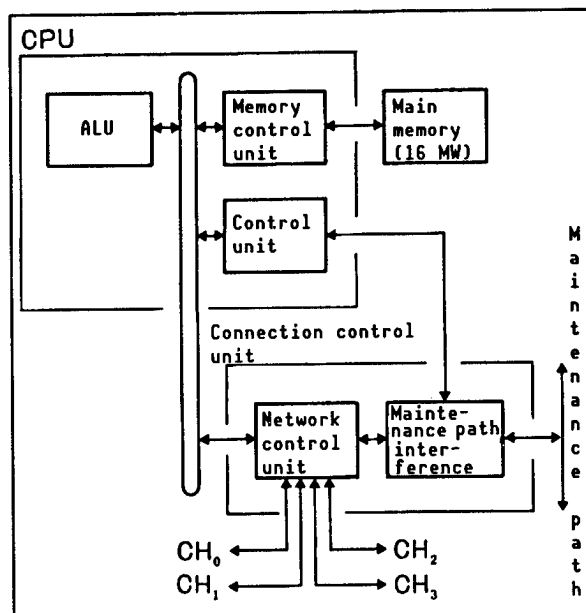 CPU
ALU
Memory
control
unit
Main
memory
(16 MW)
Control
unit
Connection control
unit
Network
control
unit
Mainte-
nance path
inter-
ference
Maintenance path
CH₀
CH₁
CH₂
CH₃